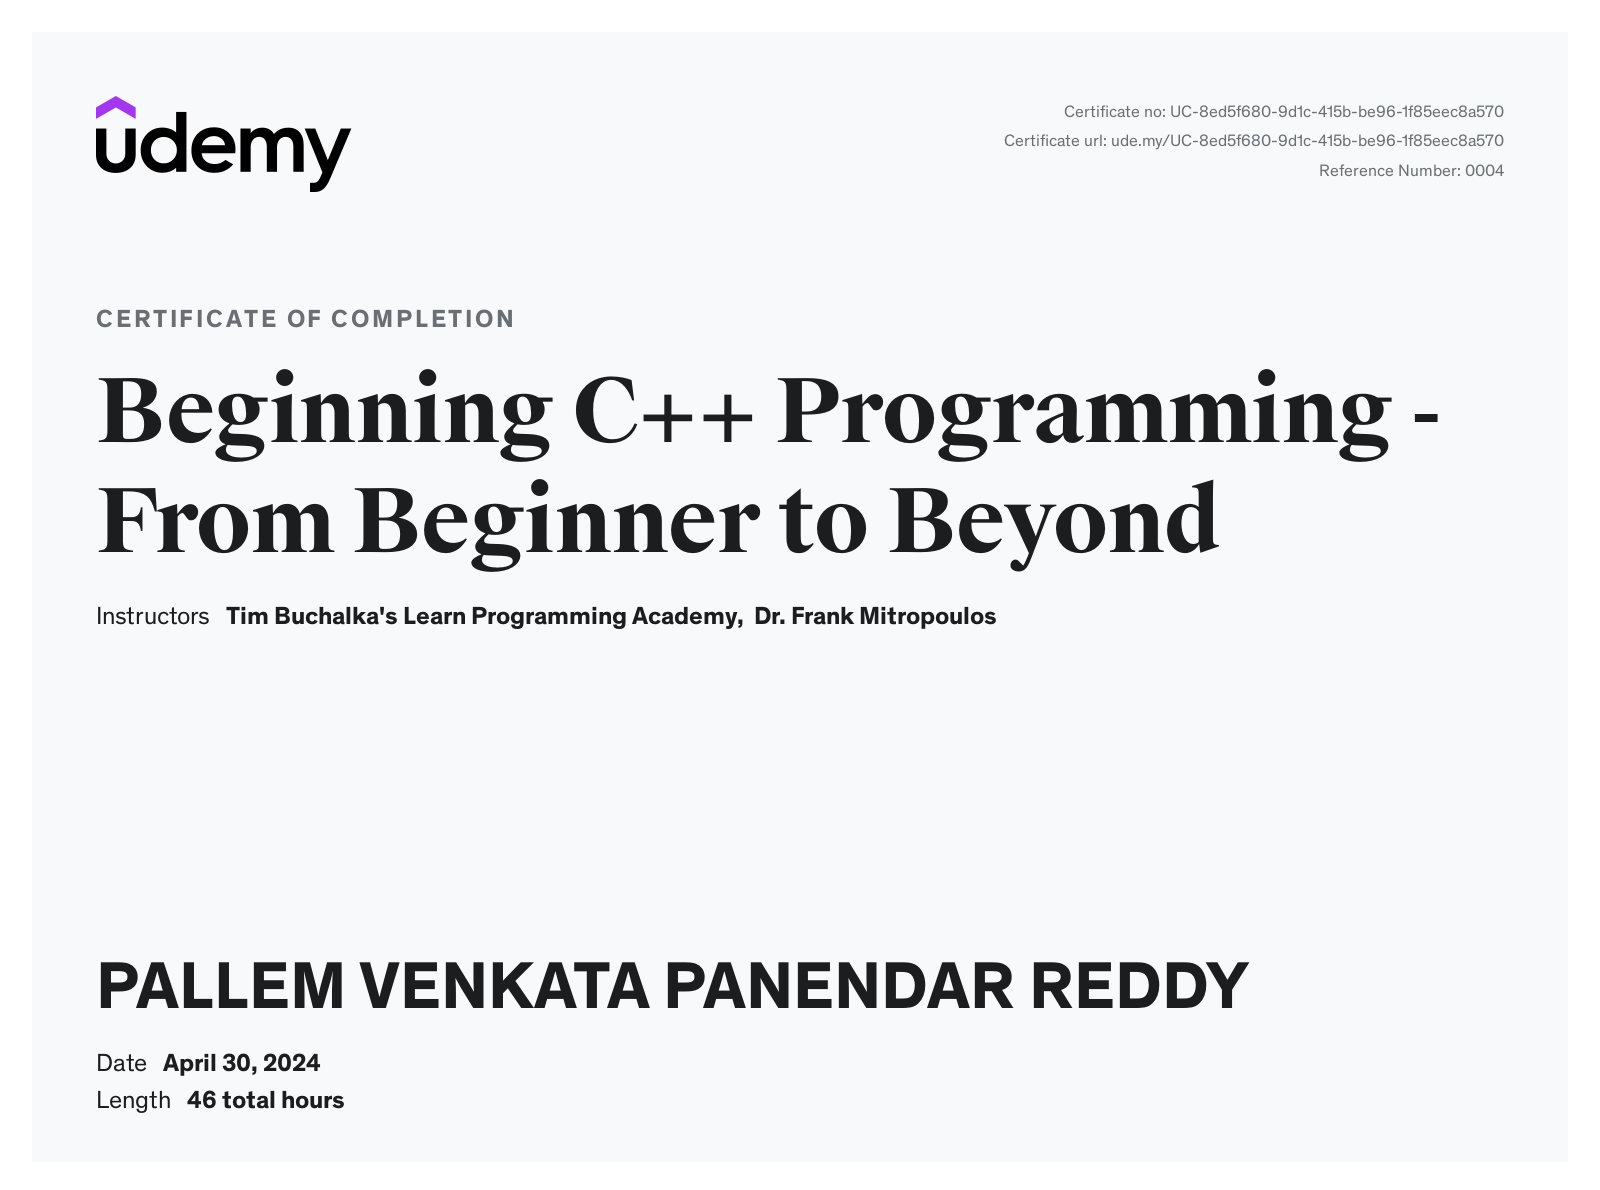 udemy
Certificate no: UC-8ed5f680-9d1c-415b-be96-1f85eec8a570
Certificate url: ude.my/UC-8ed5f680-9d1c-415b-be96-1f85eec8a570
Reference Number: 0004
CERTIFICATE OF COMPLETION
Beginning C++ Programming -
From Beginner to Beyond
Instructors Tim Buchalka's Learn Programming Academy, Dr. Frank Mitropoulos
PALLEM VENKATA PANENDAR REDDY
Date April 30, 2024
Length 46 total hours